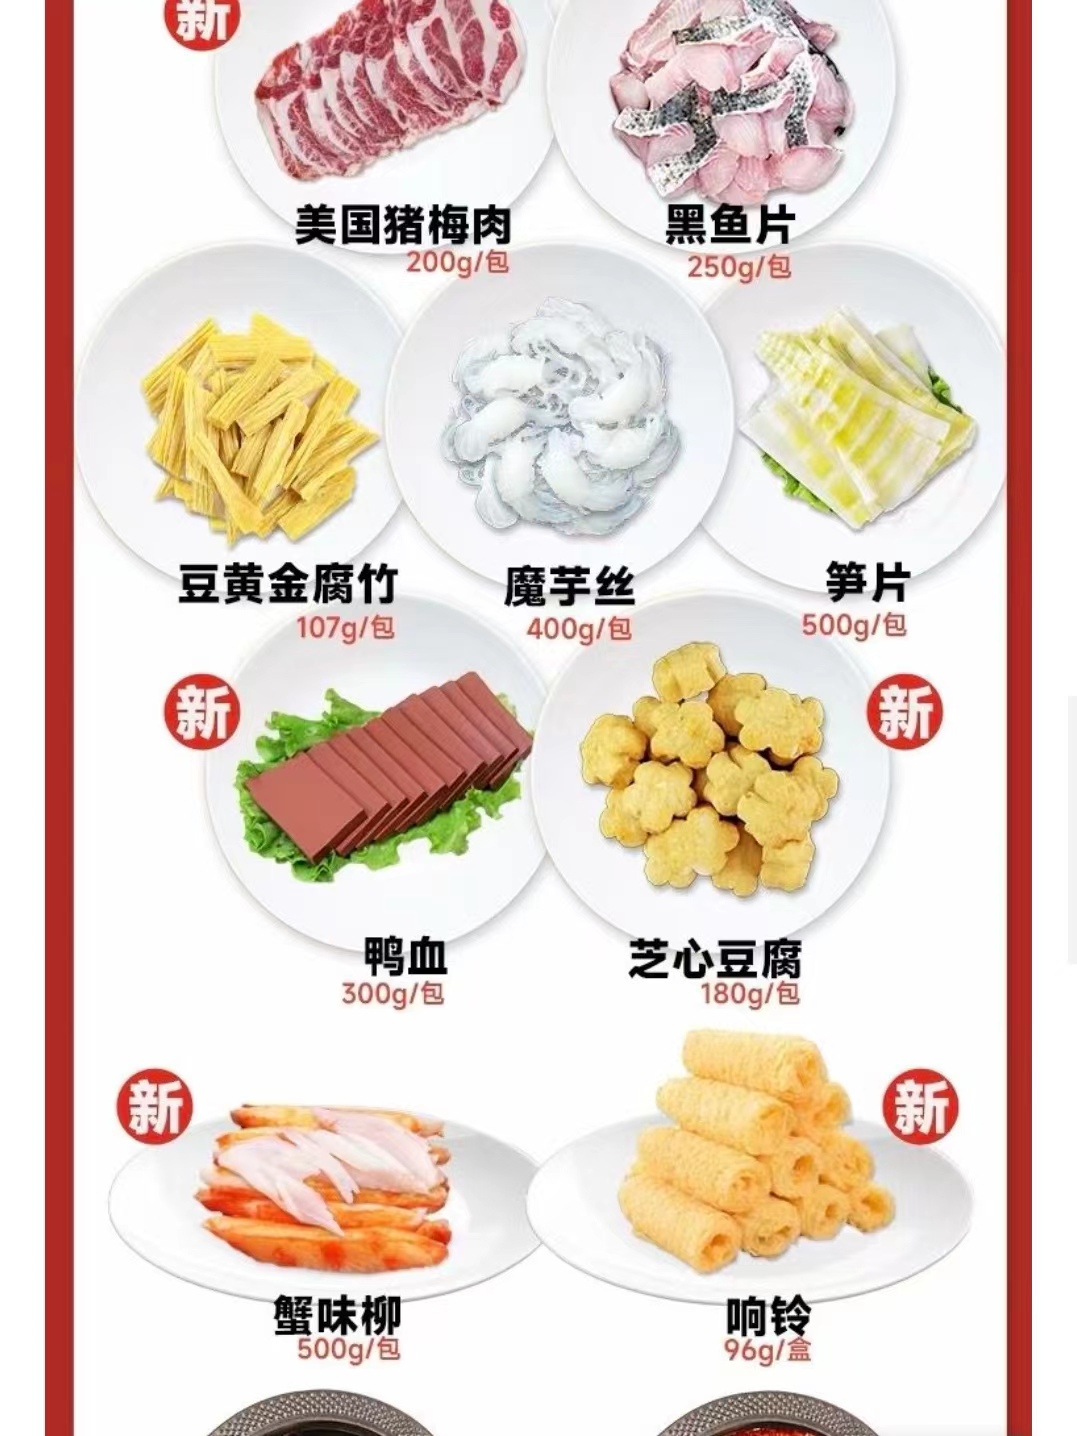 新
美国猪梅肉
200g/包
黑鱼片
250g/包
豆黄金腐竹
107g/包
魔芋丝
400g/包
笋片
500g/包
新
鸭血
300g/包
新
芝心豆腐
180g/包
新
蟹味柳
500g/包
新
响铃
96g/盒